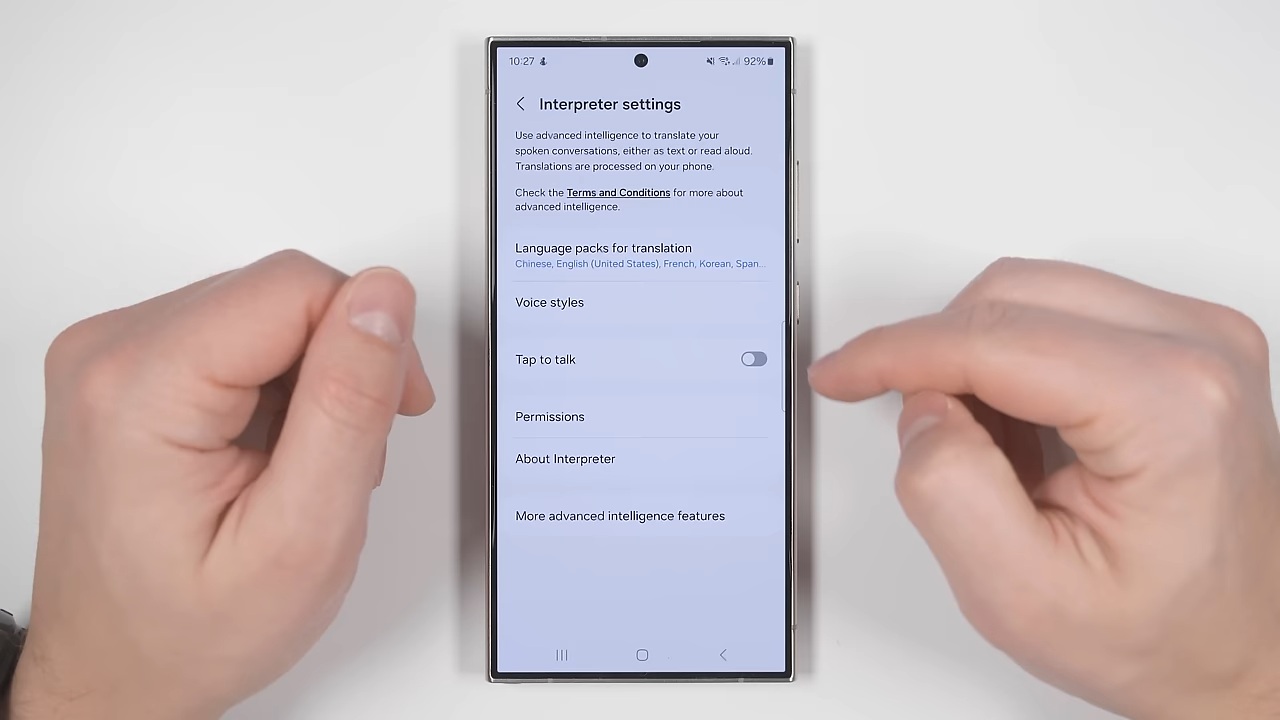 10:27
92%
Interpreter settings
Use advanced intelligence to translate your
spoken conversations, either as text or read aloud.
Translations are processed on your phone.
Check the Terms and Conditions for more about
advanced intelligence.
Language packs for translation
Chinese, English (United States), French, Korean, Span...
Voice styles
Tap to talk
Permissions
About Interpreter
More advanced intelligence features